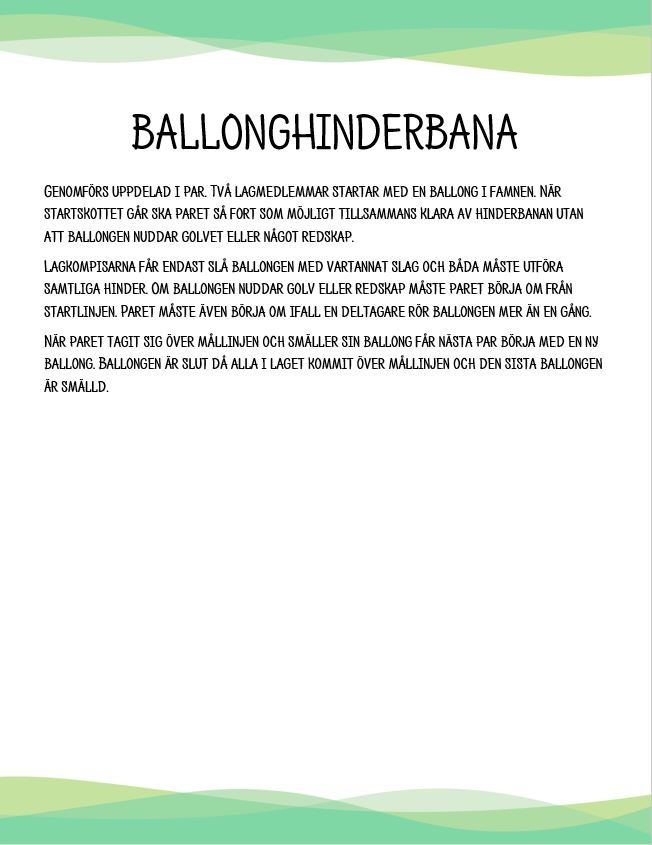 BALLONGHINDERBANA
GENOMFÖRS UPPDELAD I PAR. TVÅ LAGMEDLEMMAR STARTAR MED EN BALLONG I FAMNEN. NÄR
STARTSKOTTET GÅR SKA PARET SÅ FORT SOM MÖJLIGT TILLSAMMANS KLARA AV HINDERBANAN UTAN
ATT BALLONGEN NUDDAR GOLVET ELLER NÅGOT REDSKAP.
LAGKOMPISARNA FÅR ENDAST SLÅ BALLONGEN MED VARTANNAT SLAG OCH BÅDA MÅSTE UTFÖRA
SAMTLIGA HINDER. OM BALLONGEN NUDDAR GOLV ELLER REDSKAP MÅSTE PARET BÖRJA OM FRÅN
STARTLINJEN. PARET MÅSTE ÄVEN BÖRJA OM IFALL EN DELTAGARE RÖR BALLONGEN MER ÄN EN GÅNG.
NÄR PARET TAGIT SIG ÖVER MÅLLINJEN OCH SMÄLLER SIN BALLONG FÅR NÄSTA PAR BÖRJA MED EN NY
BALLONG. BALLONGEN ÄR SLUT DÅ ALLA I LAGET KOMMIT ÖVER MÅLLINJEN OCH DEN SISTA BALLONGEN
ÄR SMÄLLD.